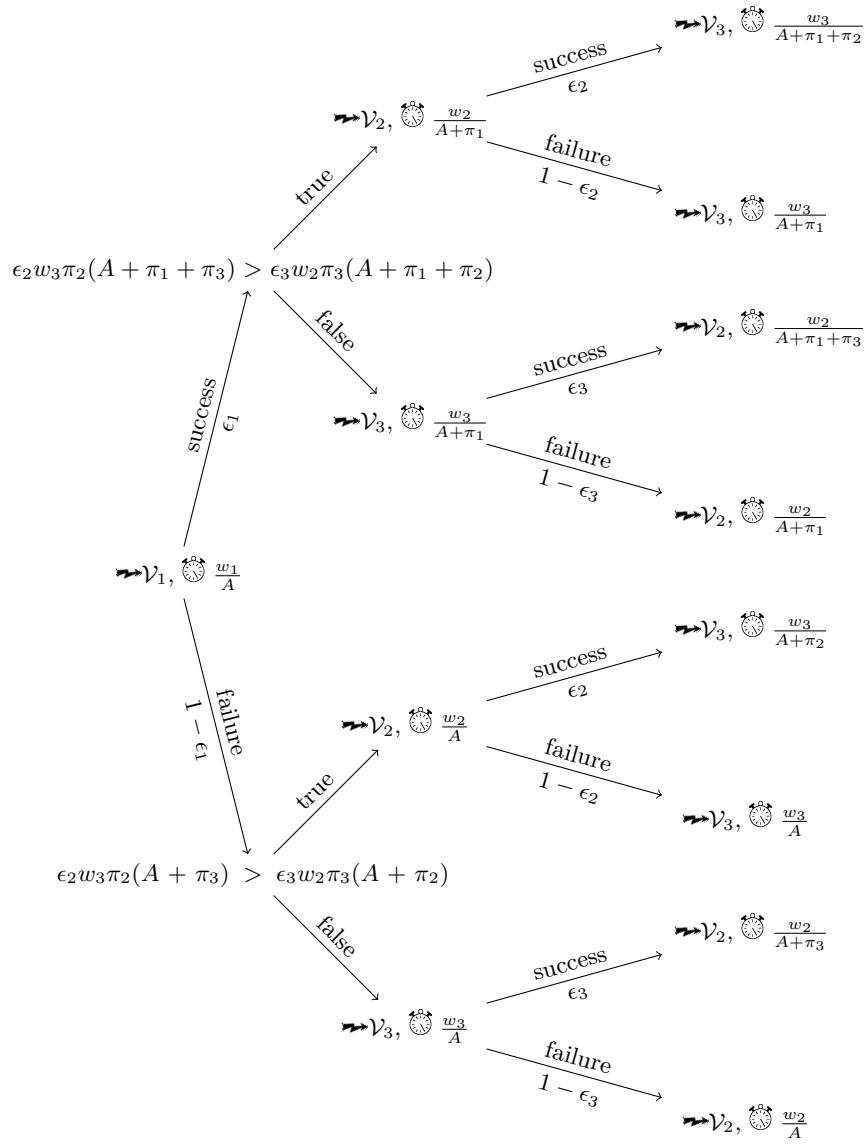 𝒱₃, w₃/(A+π₁+π₂)
success
ϵ₂
𝒱₂, w₂/(A+π₁)
failure
1 − ϵ₂
true
𝒱₃, w₃/(A+π₁)
ϵ₂w₃π₂(A + π₁ + π₃) > ϵ₃w₂π₃(A + π₁ + π₂)
false
𝒱₂, w₂/(A+π₁+π₃)
success
ϵ₃
success
ϵ₁
𝒱₃, w₃/(A+π₁)
failure
1 − ϵ₃
𝒱₂, w₂/(A+π₁)
𝒱₁, w₁/A
𝒱₃, w₃/(A+π₂)
success
ϵ₂
failure
1 − ϵ₁
𝒱₂, w₂/A
failure
1 − ϵ₂
true
𝒱₃, w₃/A
ϵ₂w₃π₂(A + π₃) > ϵ₃w₂π₃(A + π₂)
false
𝒱₂, w₂/(A+π₃)
success
ϵ₃
𝒱₃, w₃/A
failure
1 − ϵ₃
𝒱₂, w₂/A